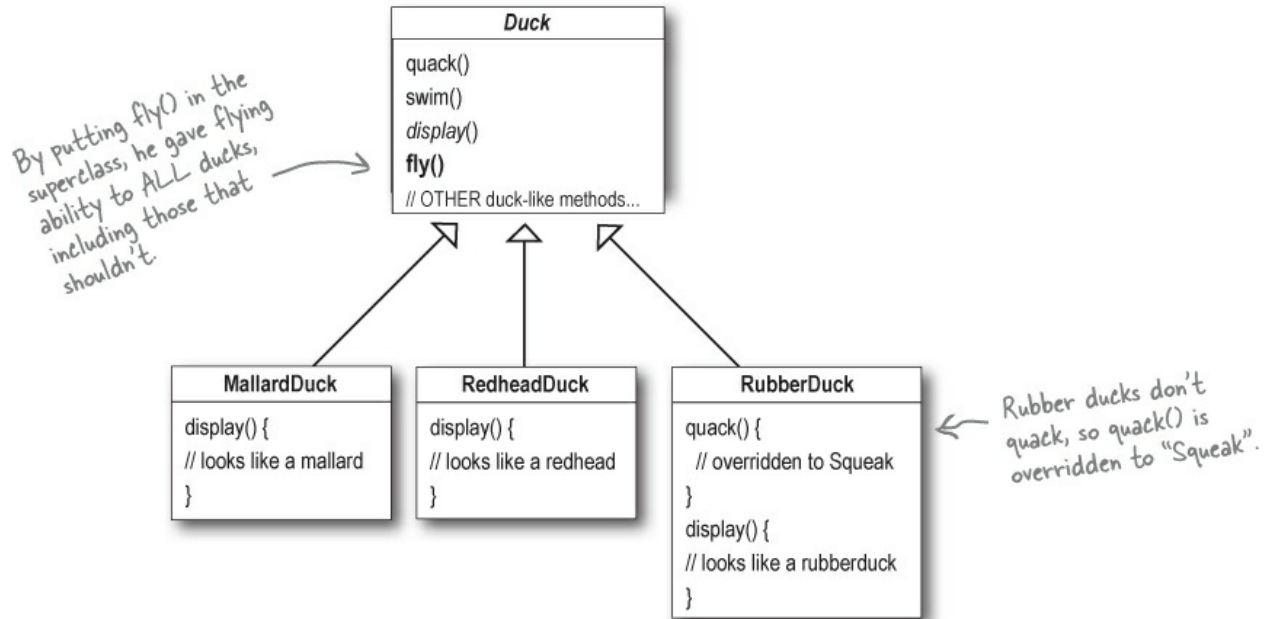 Duck
quack()
swim()
display()
fly()
// OTHER duck-like methods...
By putting fly() in the
superclass, he gave flying
ability to ALL ducks,
including those that
shouldn't.
MallardDuck
display() {
// looks like a mallard
}
RedheadDuck
display() {
// looks like a redhead
}
RubberDuck
quack() {
// overridden to Squeak
}
display() {
// looks like a rubberduck
}
Rubber ducks don't
quack, so quack() is
overridden to “Squeak”.